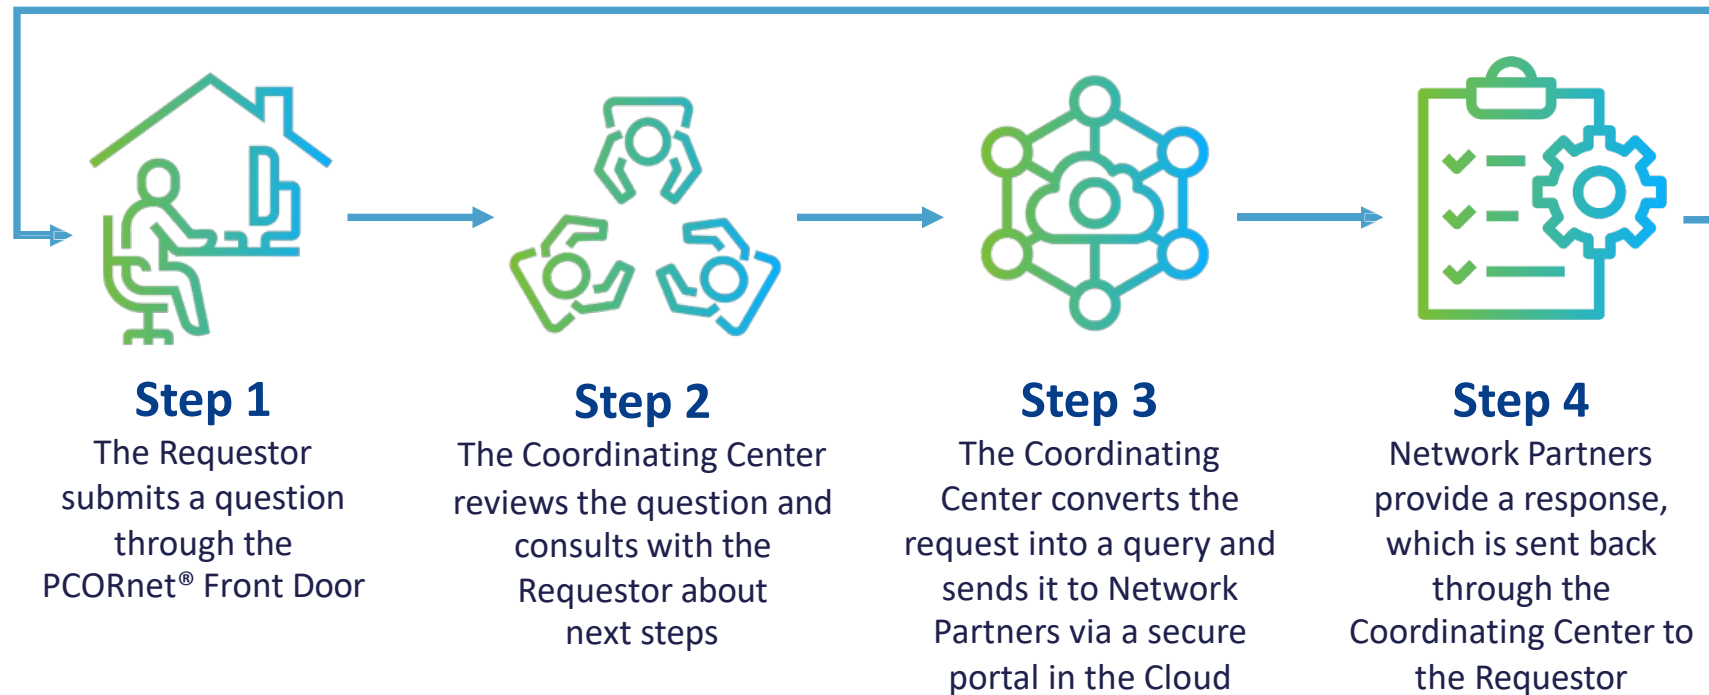 Step 1
The Requestor
submits a question
through the
PCORnet® Front Door
Step 2
The Coordinating Center
reviews the question and
consults with the
Requestor about
next steps
Step 3
The Coordinating
Center converts the
request into a query and
sends it to Network
Partners via a secure
portal in the Cloud
Step 4
Network Partners
provide a response,
which is sent back
through the
Coordinating Center to
the Requestor